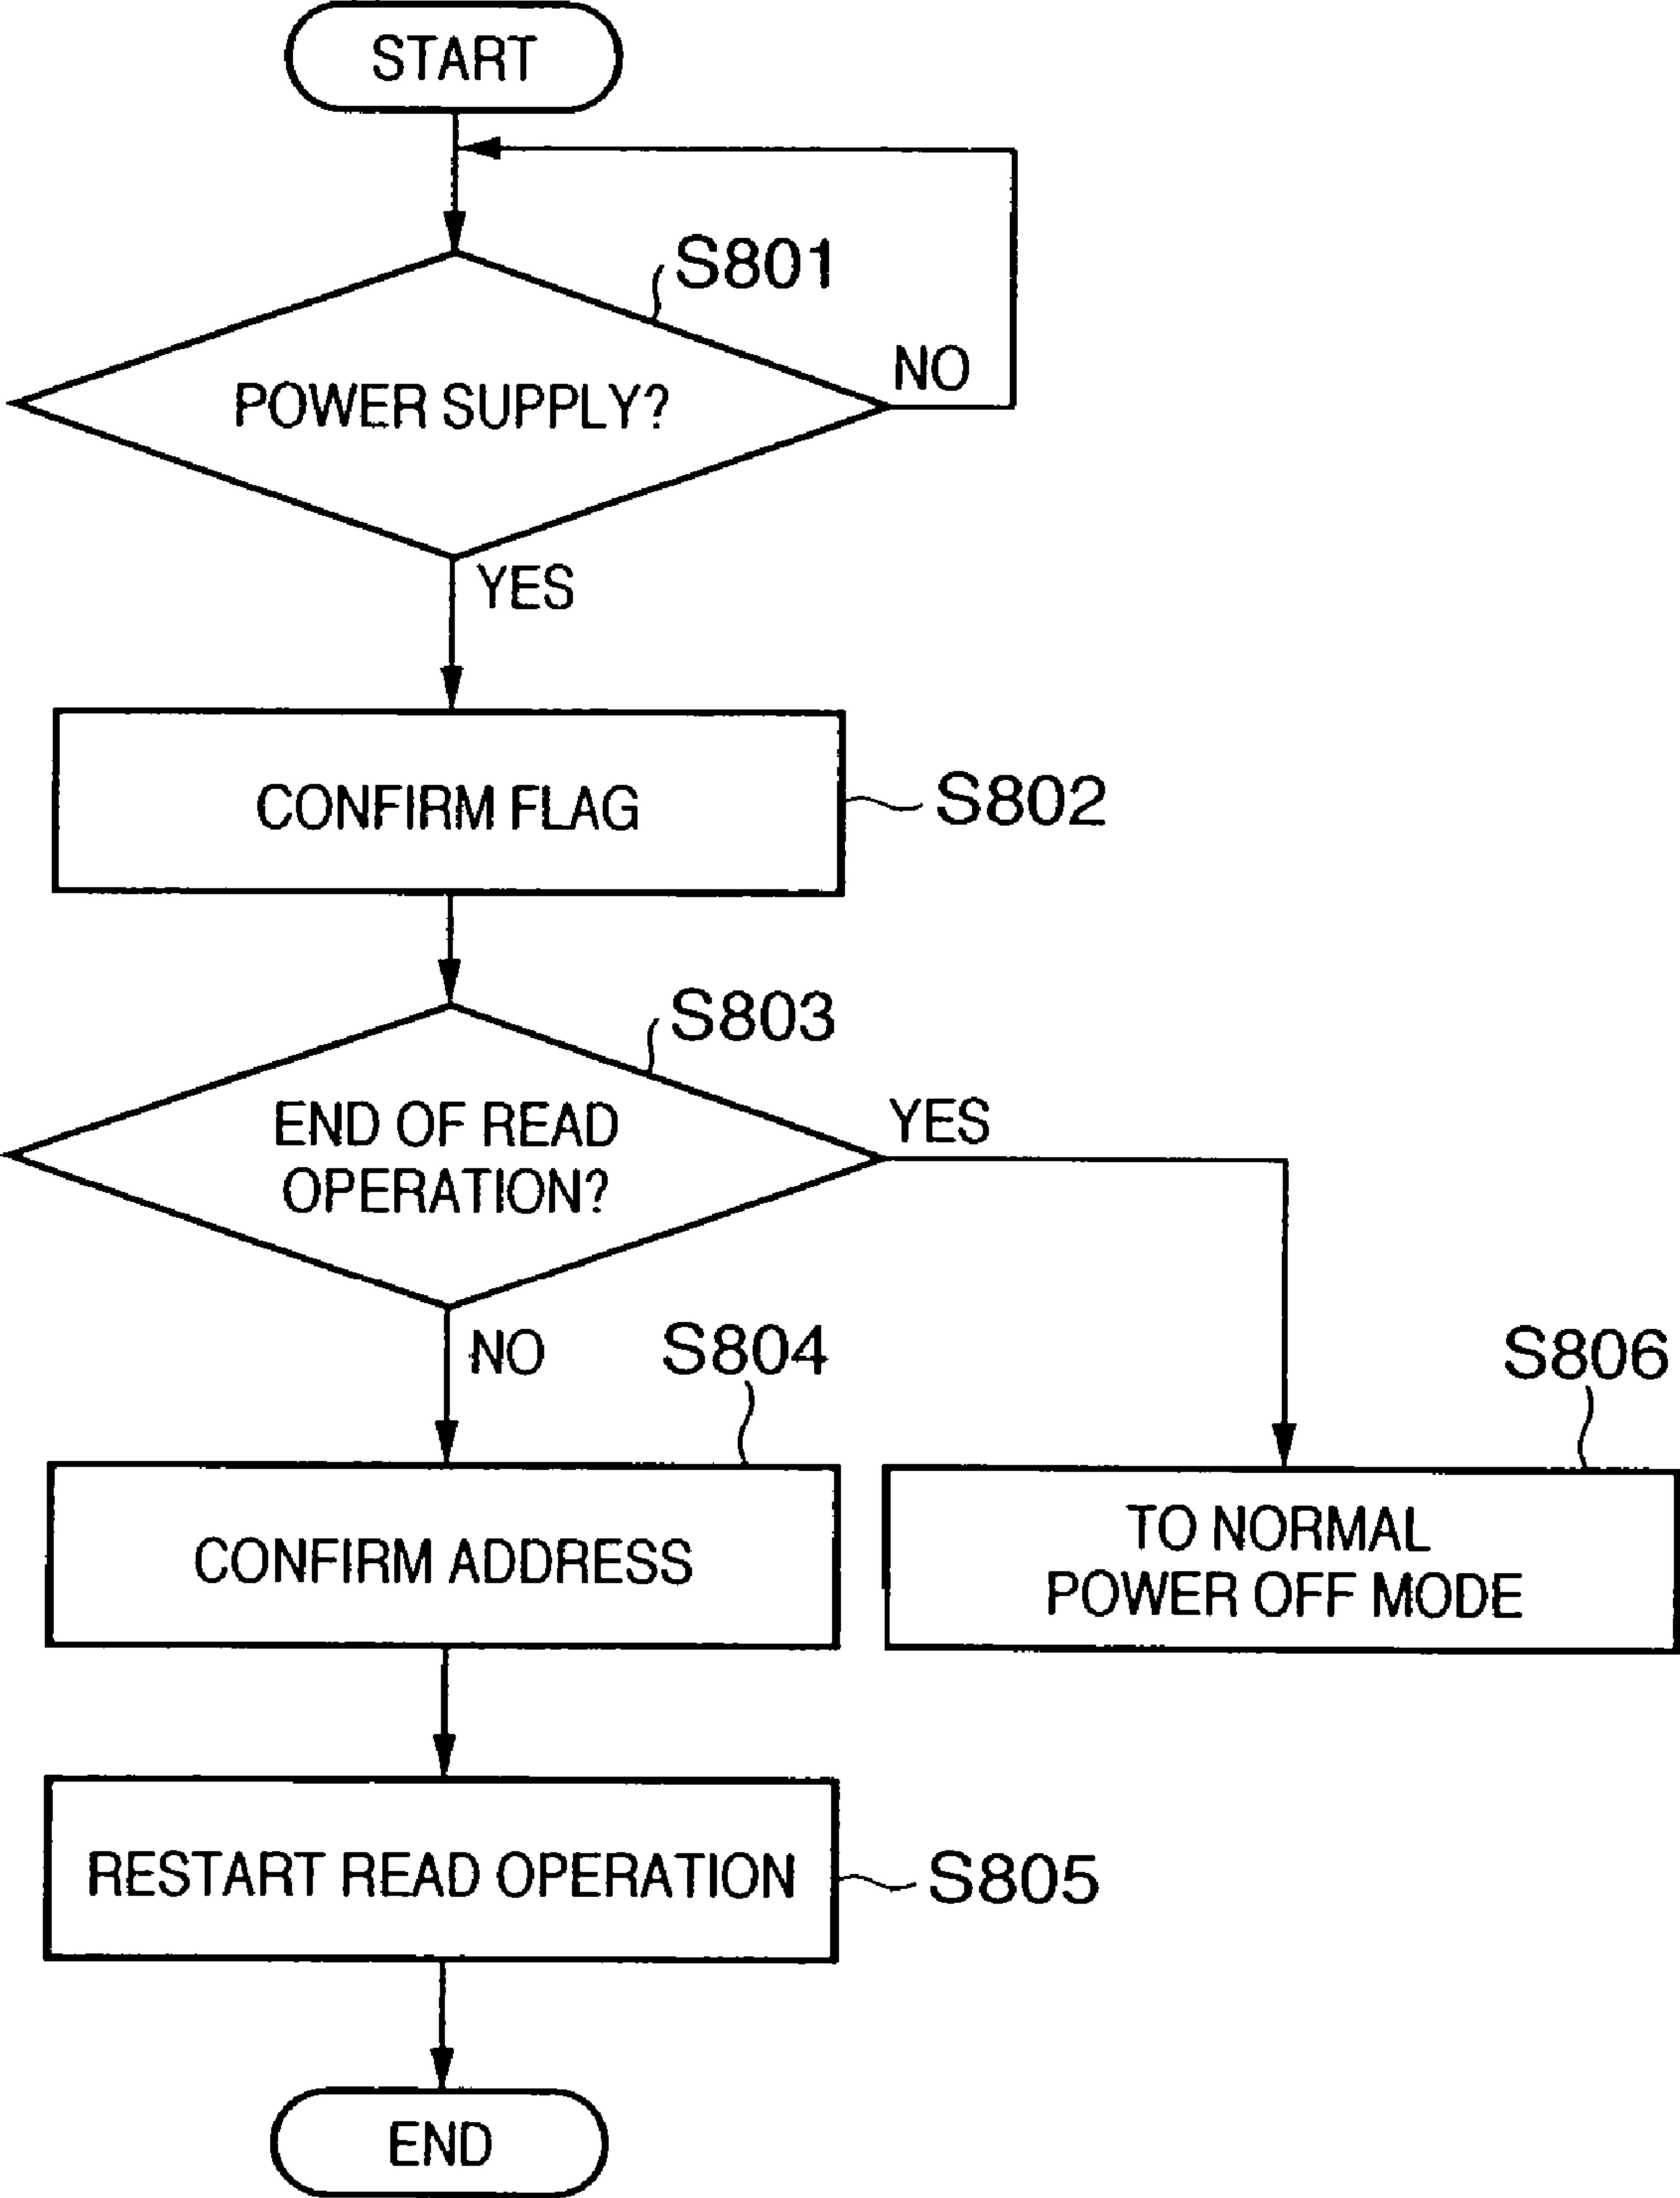 START
S801
POWER SUPPLY?
NO
YES
CONFIRM FLAG
S802
S803
END OF READ
OPERATION?
YES
NO
S804
S806
CONFIRM ADDRESS
TO NORMAL
POWER OFF MODE
RESTART READ OPERATION
S805
END